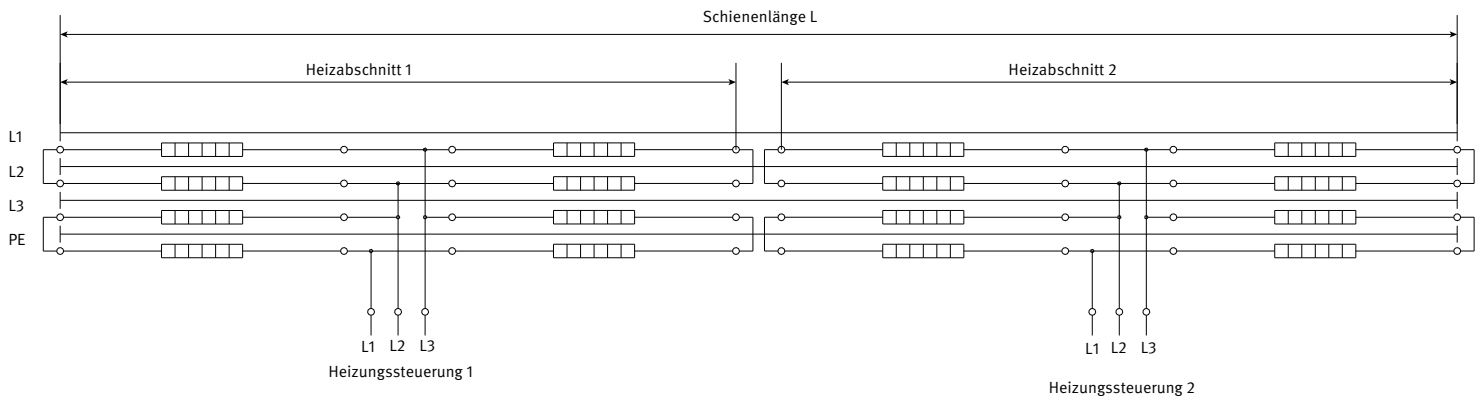 Schienenlänge L
Heizabschnitt 1
Heizabschnitt 2
L1
L2
L3
PE
L1 L2 L3
Heizungssteuerung 1
L1 L2 L3
Heizungssteuerung 2